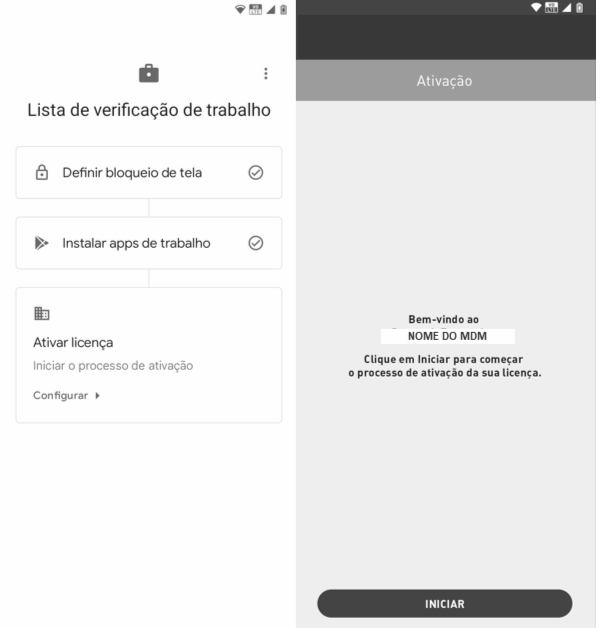 Lista de verificação de trabalho
Definir bloqueio de tela
Instalar apps de trabalho
Ativar licença
Iniciar o processo de ativação
Configurar
Ativação
Bem-vindo ao
NOME DO MDM
Clique em Iniciar para começar
o processo de ativação da sua licença.
INICIAR